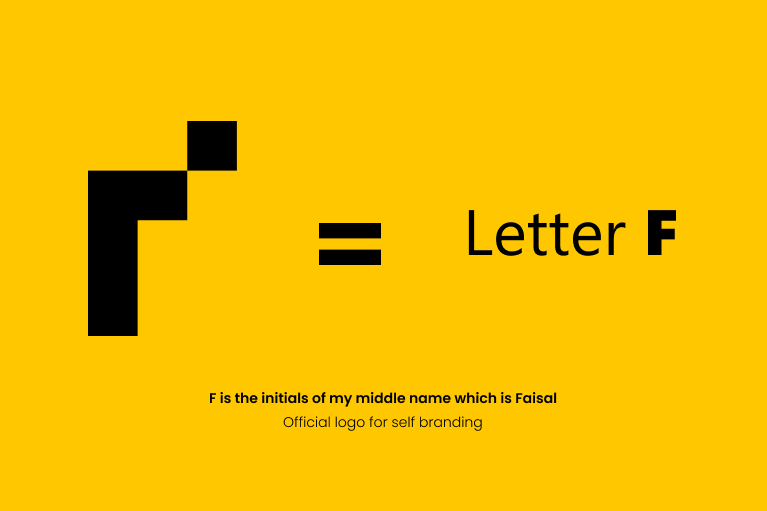 = Letter F
F is the initials of my middle name which is Faisal
Official logo for self branding